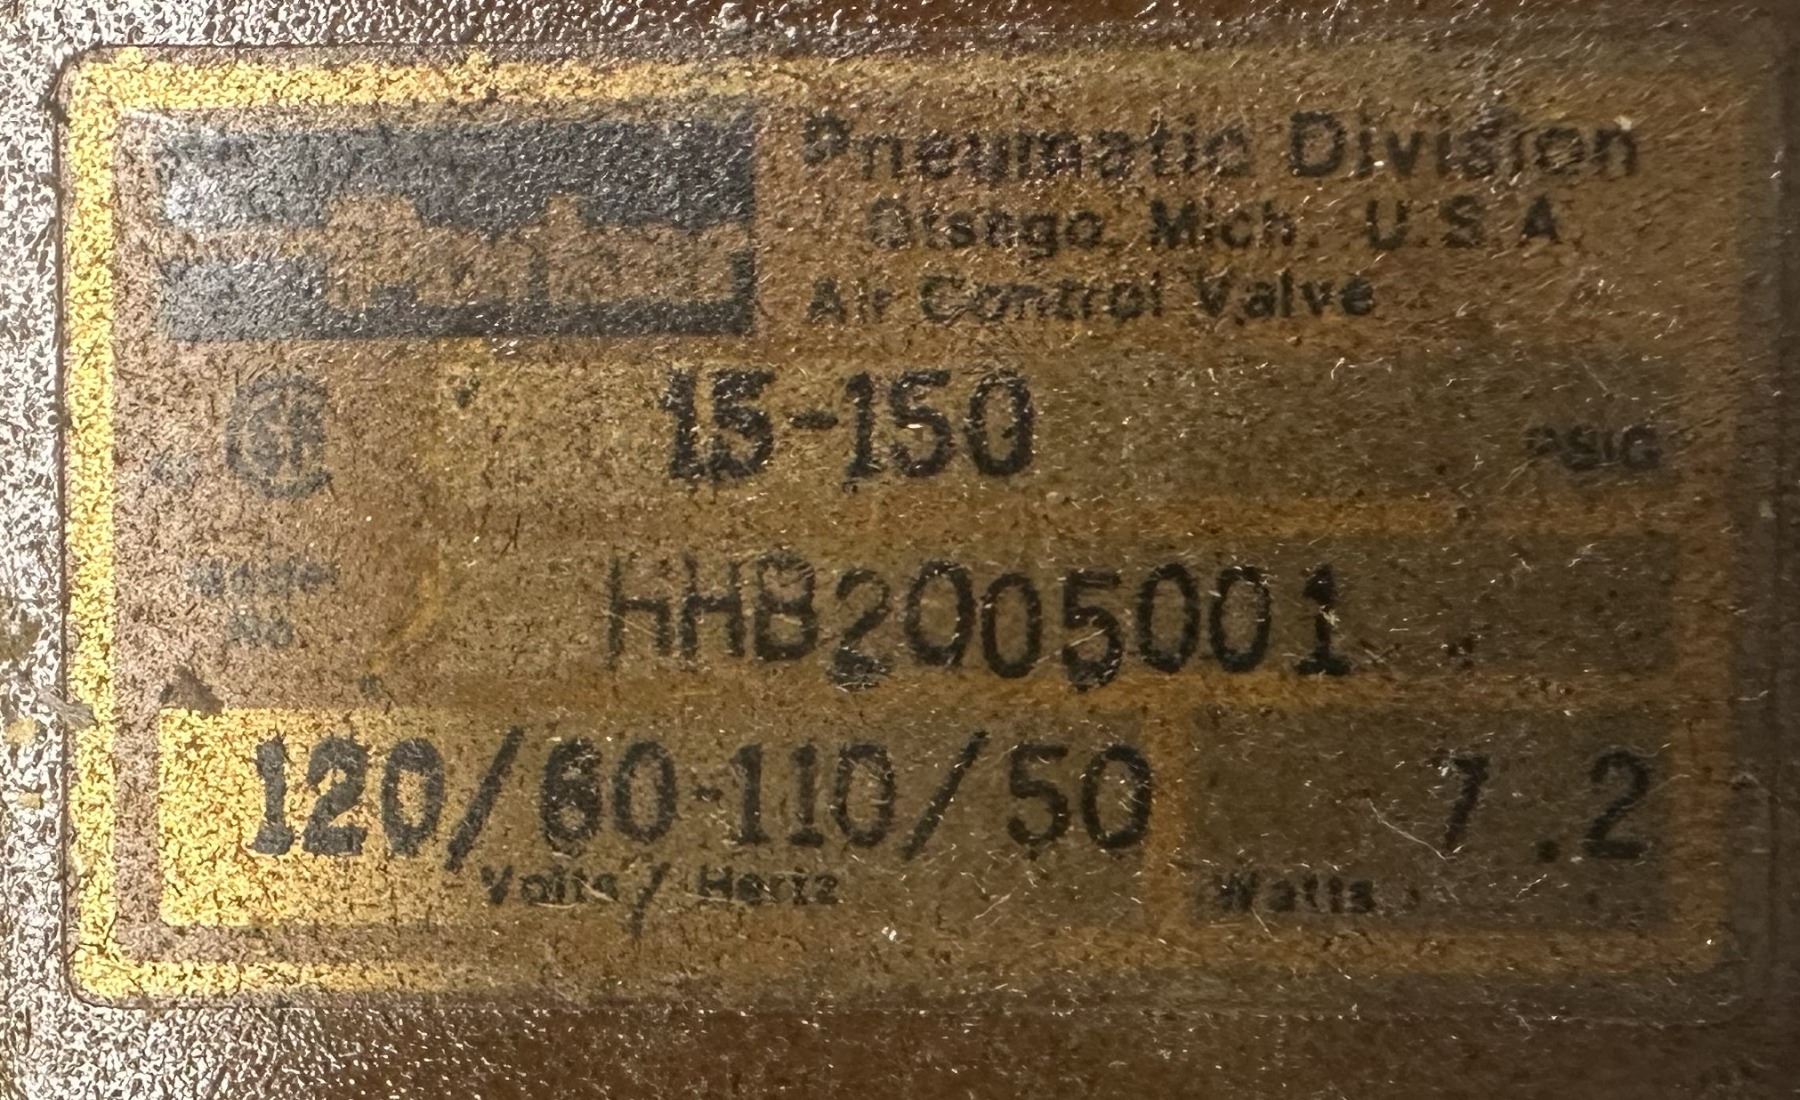 Parker
Pneumatic Division
Otsego, Mich. U.S.A.
Air Control Valve
15-150 PSIG
Model
No.
HHB2005001
120/60-110/50
Volts / Hertz
7.2
Watts